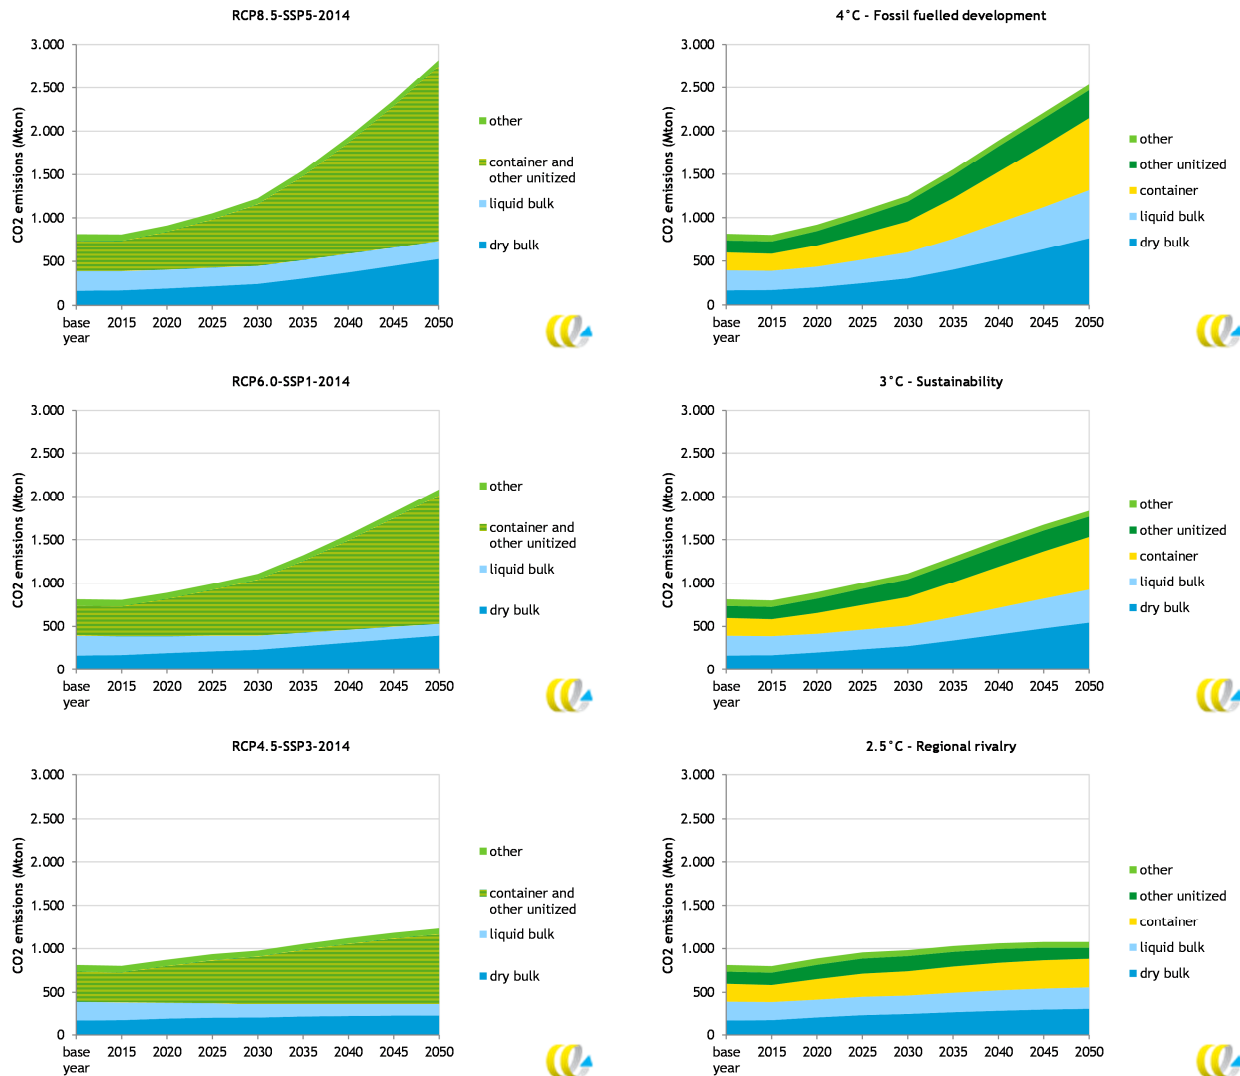 RCP8.5-SSP5-2014
3.000
2.500
2.000
1.500
1.000
500
0
CO2 emissions (Mton)
base year
2015
2020
2025
2030
2035
2040
2045
2050
other
container and
other unitized
liquid bulk
dry bulk
4°C - Fossil fuelled development
3.000
2.500
2.000
1.500
1.000
500
0
CO2 emissions (Mton)
base year
2015
2020
2025
2030
2035
2040
2045
2050
other
other unitized
container
liquid bulk
dry bulk
RCP6.0-SSP1-2014
3.000
2.500
2.000
1.500
1.000
500
0
CO2 emissions (Mton)
base year
2015
2020
2025
2030
2035
2040
2045
2050
other
container and
other unitized
liquid bulk
dry bulk
3°C - Sustainability
3.000
2.500
2.000
1.500
1.000
500
0
CO2 emissions (Mton)
base year
2015
2020
2025
2030
2035
2040
2045
2050
other
other unitized
container
liquid bulk
dry bulk
RCP4.5-SSP3-2014
3.000
2.500
2.000
1.500
1.000
500
0
CO2 emissions (Mton)
base year
2015
2020
2025
2030
2035
2040
2045
2050
other
container and
other unitized
liquid bulk
dry bulk
2.5°C - Regional rivalry
3.000
2.500
2.000
1.500
1.000
500
0
CO2 emissions (Mton)
base year
2015
2020
2025
2030
2035
2040
2045
2050
other
other unitized
container
liquid bulk
dry bulk